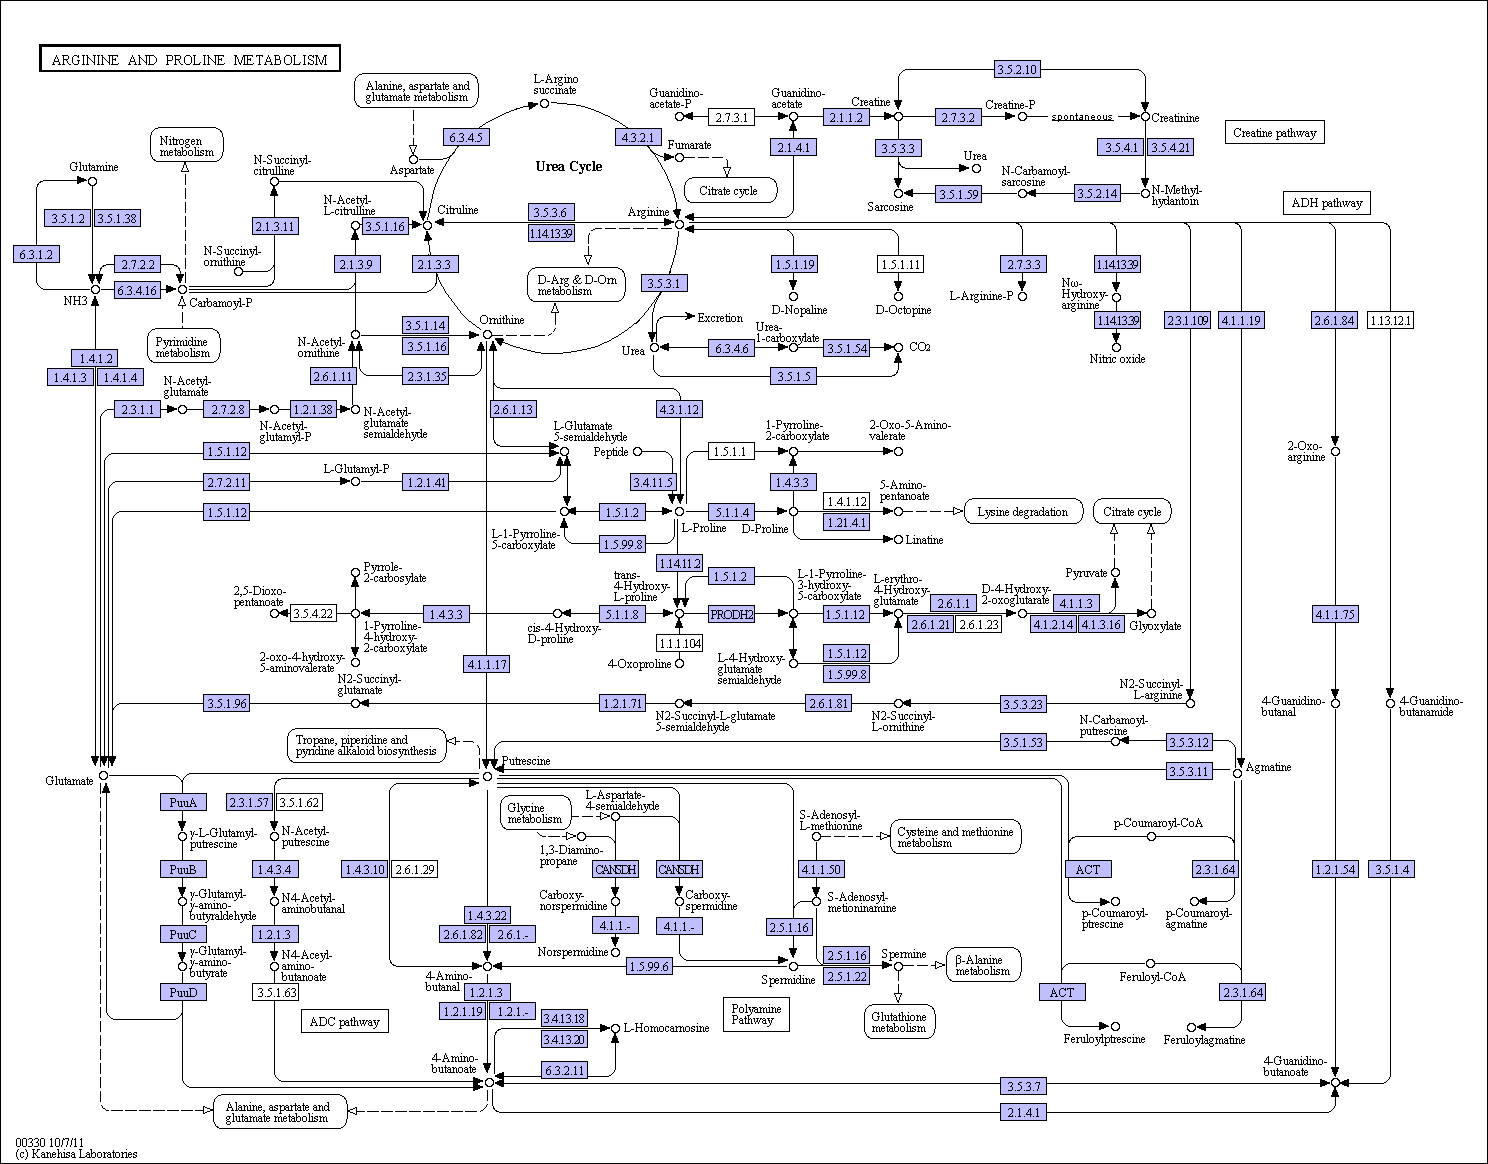 ARGININE AND PROLINE METABOLISM
Alanine, aspartate and
glutamate metabolism
L-Argino
succinate
Guanidino-
acetate-P
2.7.3.1
Guanidino-
acetate
2.1.1.2
Creatine
3.5.2.10
2.7.3.2
Creatine-P
spontaneous
Creatinine
Creatine pathway
Nitrogen
metabolism
6.3.4.5
4.3.2.1
Fumarate
2.1.4.1
3.5.3.3
Urea
3.5.4.1
3.5.4.21
Glutamine
N-Succinyl-
citrulline
Aspartate
Urea Cycle
Citrate cycle
Sarcosine
3.5.1.59
N-Carbamoyl-
sarcosine
3.5.2.14
N-Methyl-
hydantoin
ADH pathway
3.5.1.2
3.5.1.38
2.1.3.11
N-Acetyl-
L-citrulline
3.5.1.16
Citruline
3.5.3.6
1.14.1339
Arginine
6.3.1.2
2.7.2.2
6.3.4.16
NH3
N-Succinyl-
ornithine
Carbamoyl-P
2.1.3.9
2.1.3.3
D-Arg & D-Orn
metabolism
3.5.3.1
1.5.1.19
D-Nopaline
1.5.1.11
D-Octopine
2.7.3.3
L-Arginine-P
1.14.1339
Nω-
Hydroxy-
arginine
1.14.1339
Nitric oxide
2.3.1.109
4.1.1.19
2.6.1.84
1.13.12.1
Pyrimidine
metabolism
N-Acetyl-
ornithine
3.5.1.14
3.5.1.16
Ornithine
Excretion
Urea
6.3.4.6
Urea-
1-carboxylate
3.5.1.54
CO2
3.5.1.5
1.4.1.2
1.4.1.3
1.4.1.4
2.6.1.11
2.3.1.35
2.3.1.1
N-Acetyl-
glutamate
2.7.2.8
N-Acetyl-
glutamyl-P
1.2.1.38
N-Acetyl-
glutamate
semialdehyde
2.6.1.13
4.3.1.12
1.5.1.12
L-Glutamate
5-semialdehyde
Peptide
1.5.1.1
1-Pyrroline-
2-carboxylate
2-Oxo-5-Amino-
valerate
2-Oxo-
arginine
2.7.2.11
L-Glutamyl-P
1.2.1.41
3.4.11.5
1.4.3.3
1.4.1.12
1.21.4.1
5-Amino-
pentanoate
Lysine degradation
Citrate cycle
1.5.1.12
L-1-Pyrroline-
5-carboxylate
1.5.1.2
1.5.99.8
L-Proline
5.1.1.4
D-Proline
Linatine
1.14.11.2
Pyrrole-
2-carbosylate
2,5-Dioxo-
pentanoate
3.5.4.22
1-Pyrroline-
4-hydroxy-
2-carboxylate
2-oxo-4-hydroxy-
5-aminovalerate
1.4.3.3
cis-4-Hydroxy-
D-proline
5.1.1.8
trans-
4-Hydroxy-
L-proline
1.5.1.2
PRODH2
L-1-Pyrroline-
3-hydroxy-
5-carboxylate
1.5.1.12
L-erythro-
4-Hydroxy-
glutamate
2.6.1.1
2.6.1.21
2.6.1.23
D-4-Hydroxy-
2-oxoglutarate
4.1.1.3
4.1.2.14
4.1.3.16
Pyruvate
Glyoxylate
4.1.1.75
1.1.1.104
4-Oxoproline
L-4-Hydroxy-
glutamate
semialdehyde
1.5.1.12
1.5.99.8
4.1.1.17
3.5.1.96
N2-Succinyl-
glutamate
1.2.1.71
N2-Succinyl-L-glutamate
5-semialdehyde
2.6.1.81
N2-Succinyl-
L-ornithine
3.5.3.23
N2-Succinyl-
L-arginine
4-Guanidino-
butanal
4-Guanidino-
butanamide
Tropane, piperidine and
pyridine alkaloid biosynthesis
3.5.1.53
N-Carbamoyl-
putrescine
3.5.3.12
3.5.3.11
Agmatine
Glutamate
Putrescine
PuuA
γ-L-Glutamyl-
putrescine
PuuB
γ-Glutamyl-
γ-amino-
butyraldehyde
PuuC
γ-Glutamyl-
γ-amino-
butyrate
PuuD
2.3.1.57
3.5.1.62
N-Acetyl-
putrescine
1.4.3.4
N4-Acetyl-
aminobutanal
1.2.1.3
N4-Aceyl-
amino-
butanoate
3.5.1.63
ADC pathway
1.4.3.10
2.6.1.29
1.4.3.22
2.6.1.82
2.6.1.-
Glycine
metabolism
L-Aspartate-
4-semialdehyde
1,3-Diamino-
propane
CANSDH
CANSDH
Carboxy-
norspermidine
Carboxy-
spermidine
4.1.1.-
4.1.1.-
Norspermidine
1.5.99.6
S-Adenosyl-
L-methionine
Cysteine and methionine
metabolism
4.1.1.50
S-Adenosyl-
metioninamine
2.5.1.16
Spermidine
2.5.1.16
2.5.1.22
Spermine
β-Alanine
metabolism
Glutathione
metabolism
Polyamine
Pathway
p-Coumaroyl-CoA
ACT
2.3.1.64
p-Coumaroyl-
ptrescine
p-Coumaroyl-
agmatine
Feruloyl-CoA
ACT
2.3.1.64
Feruloylptrescine
Feruloylagmatine
1.2.1.54
3.5.1.4
4-Amino-
butanal
1.2.1.3
1.2.1.19
1.2.1.-
3.4.13.18
3.4.13.20
L-Homocarnosine
6.3.2.11
4-Amino-
butanoate
4-Guanidino-
butanoate
3.5.3.7
2.1.4.1
Alanine, aspartate and
glutamate metabolism
00330 10/7/11
(c) Kanehisa Laboratories